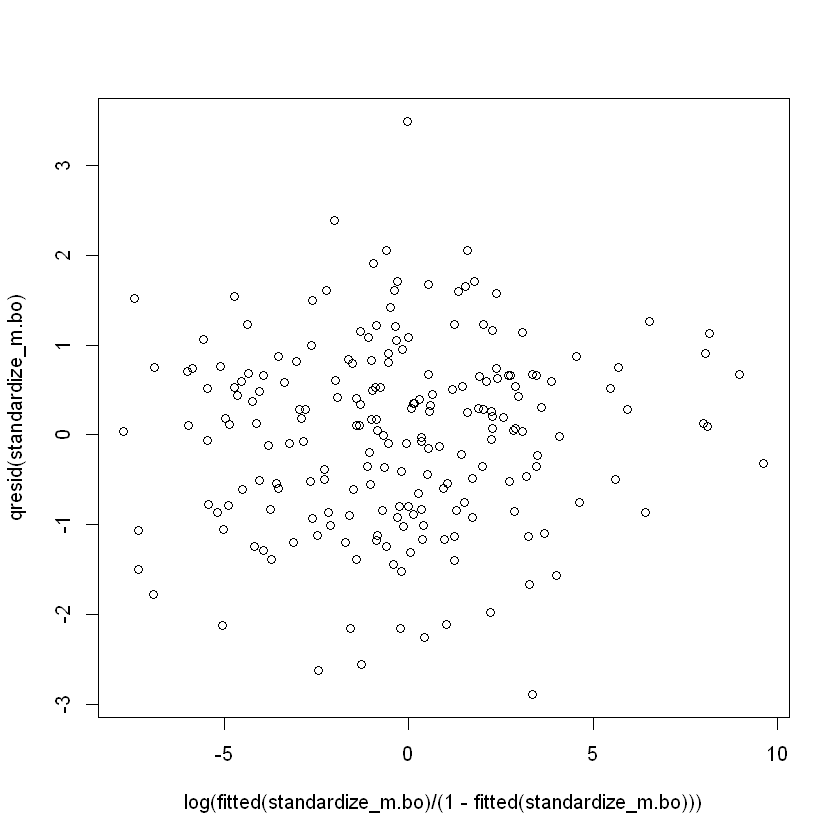 3
2
1
0
-1
-2
-3
qresid(standardize_m.bo)
-5 0 5 10
log(fitted(standardize_m.bo)/(1 - fitted(standardize_m.bo)))